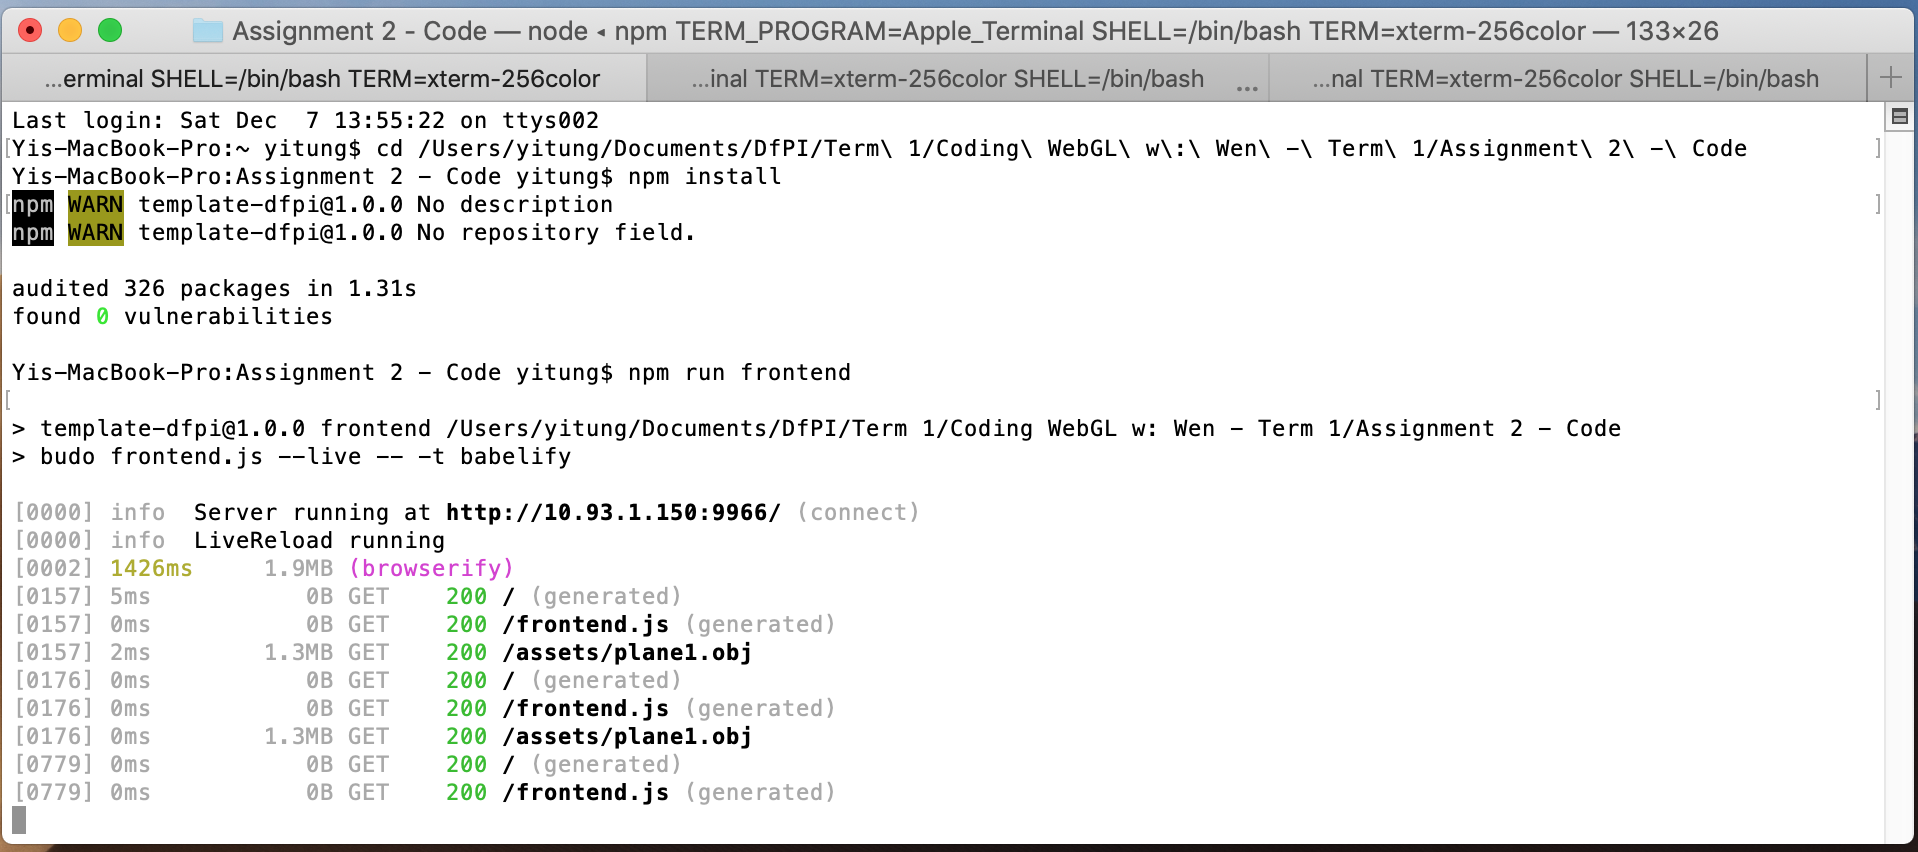 Assignment 2 - Code — node ◂ npm TERM_PROGRAM=Apple_Terminal SHELL=/bin/bash TERM=xterm-256color — 133×26
...erminal SHELL=/bin/bash TERM=xterm-256color ...inal TERM=xterm-256color SHELL=/bin/bash ... ...nal TERM=xterm-256color SHELL=/bin/bash +
Last login: Sat Dec  7 13:55:22 on ttys002
[Yis-MacBook-Pro:~ yitung$ cd /Users/yitung/Documents/DfPI/Term\ 1/Coding\ WebGL\ w\:\ Wen\ -\ Term\ 1/Assignment\ 2\ -\ Code ]
Yis-MacBook-Pro:Assignment 2 - Code yitung$ npm install
[npm WARN template-dfpi@1.0.0 No description ]
npm WARN template-dfpi@1.0.0 No repository field.
audited 326 packages in 1.31s
found 0 vulnerabilities
Yis-MacBook-Pro:Assignment 2 - Code yitung$ npm run frontend
[ ]
> template-dfpi@1.0.0 frontend /Users/yitung/Documents/DfPI/Term 1/Coding WebGL w: Wen - Term 1/Assignment 2 - Code
> budo frontend.js --live -- -t babelify
[0000] info  Server running at http://10.93.1.150:9966/ (connect)
[0000] info  LiveReload running
[0002] 1426ms     1.9MB (browserify)
[0157] 5ms           0B GET    200 / (generated)
[0157] 0ms           0B GET    200 /frontend.js (generated)
[0157] 2ms        1.3MB GET    200 /assets/plane1.obj
[0176] 0ms           0B GET    200 / (generated)
[0176] 0ms           0B GET    200 /frontend.js (generated)
[0176] 0ms        1.3MB GET    200 /assets/plane1.obj
[0779] 0ms           0B GET    200 / (generated)
[0779] 0ms           0B GET    200 /frontend.js (generated)